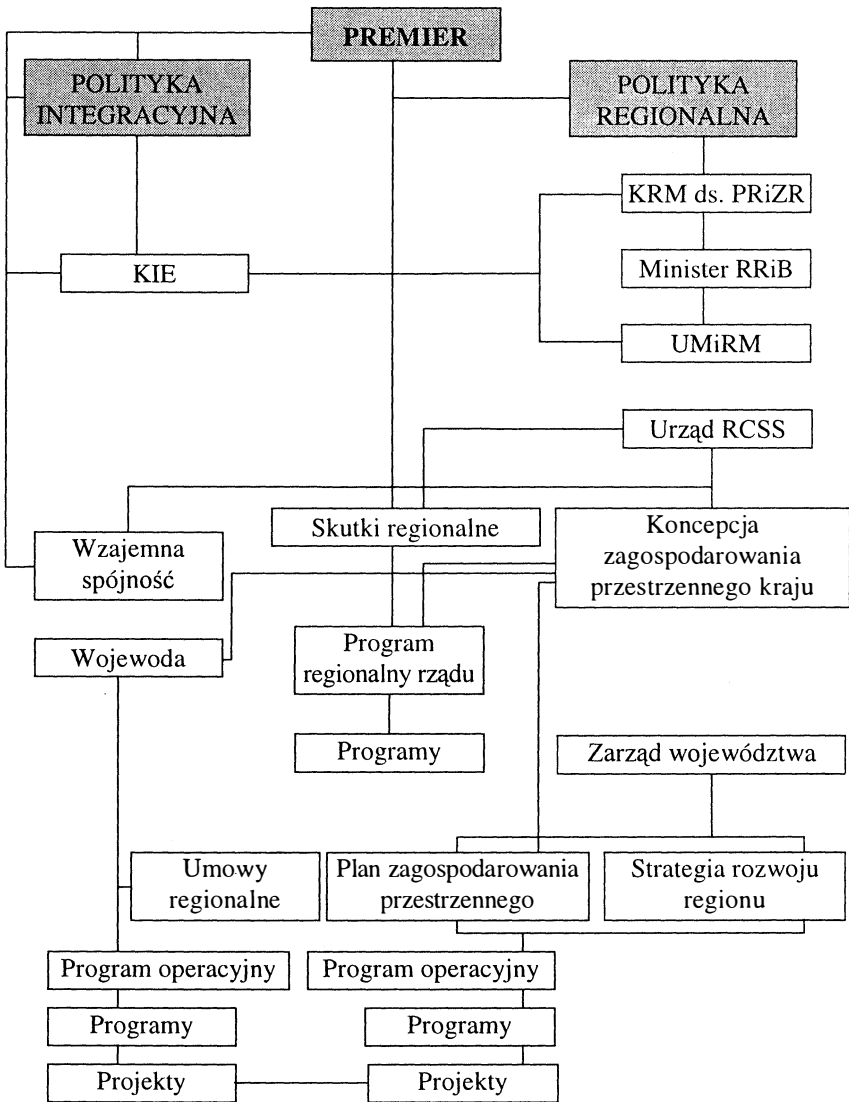 PREMIER
POLITYKA
INTEGRACYJNA
POLITYKA
REGIONALNA
KRM ds. PRiZR
KIE
Minister RRiB
UMiRM
Urząd RCSS
Skutki regionalne
Koncepcja
zagospodarowania
przestrzennego kraju
Wzajemna
spójność
Wojewoda
Program
regionalny rządu
Programy
Zarząd województwa
Umowy
regionalne
Plan zagospodarowania
przestrzennego
Strategia rozwoju
regionu
Program operacyjny
Program operacyjny
Programy
Programy
Projekty
Projekty